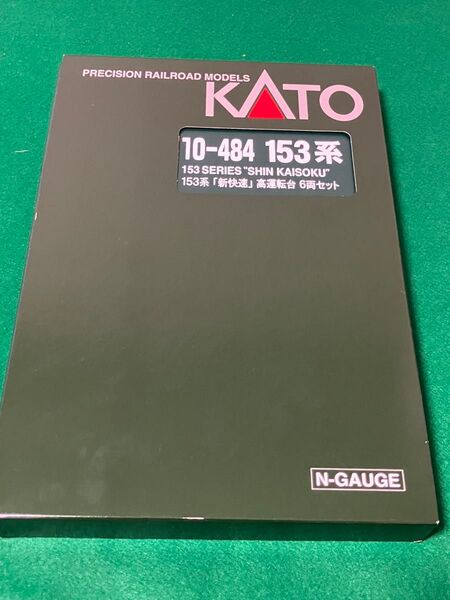 PRECISION RAILROAD MODELS
KATO
10-484 153系
153 SERIES "SHIN KAISOKU"
153系「新快速」高運転台 6両セット
N-GAUGE